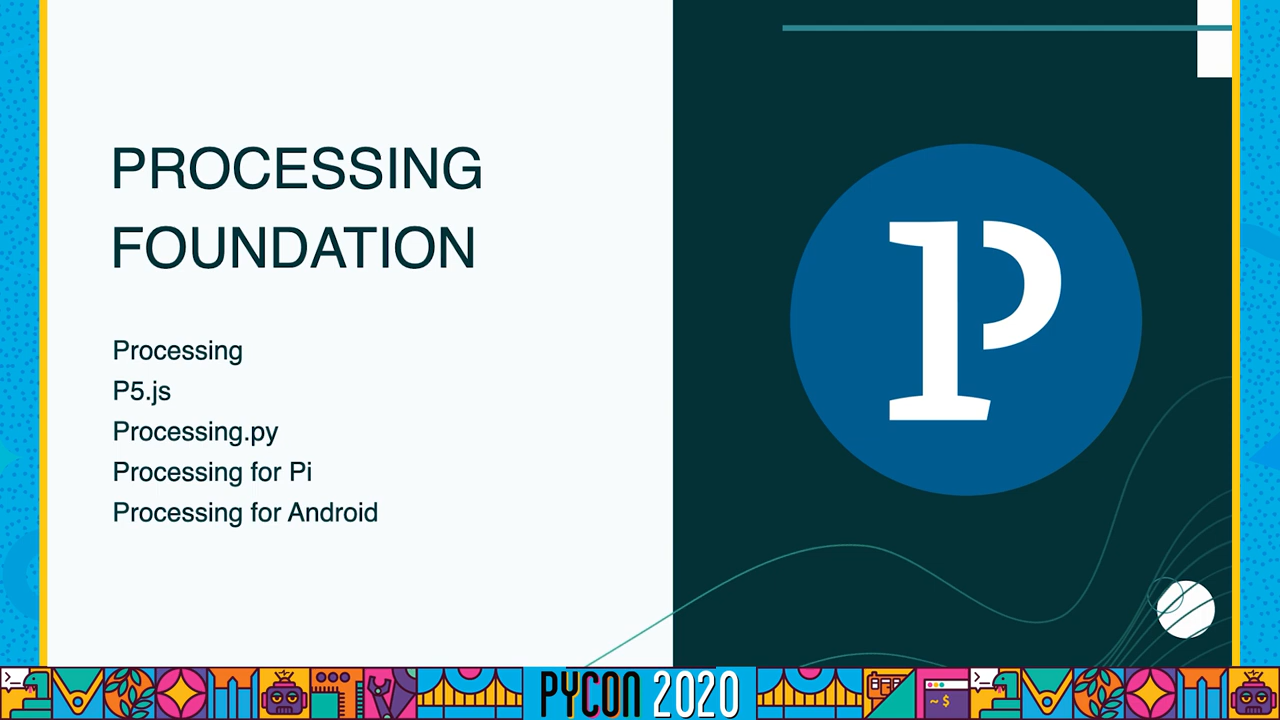 PROCESSING
FOUNDATION
Processing
P5.js
Processing.py
Processing for Pi
Processing for Android
P
PYCON 2020
~ $